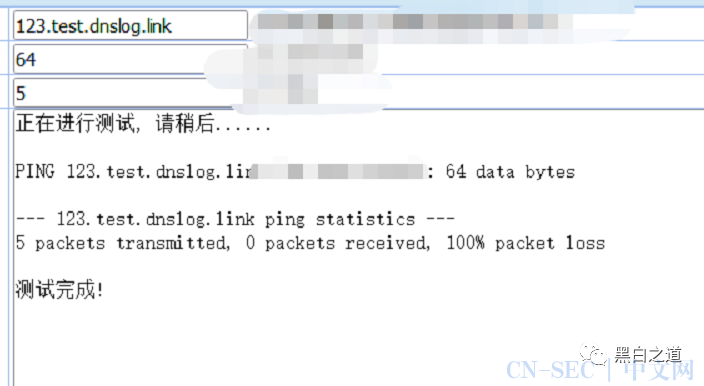 123.test.dnslog.link
64
5
正在进行测试, 请稍后......
PING 123.test.dnslog.lin : 64 data bytes
--- 123.test.dnslog.link ping statistics ---
5 packets transmitted, 0 packets received, 100% packet loss
测试完成!
黑白之道
CN-SEC 中文网